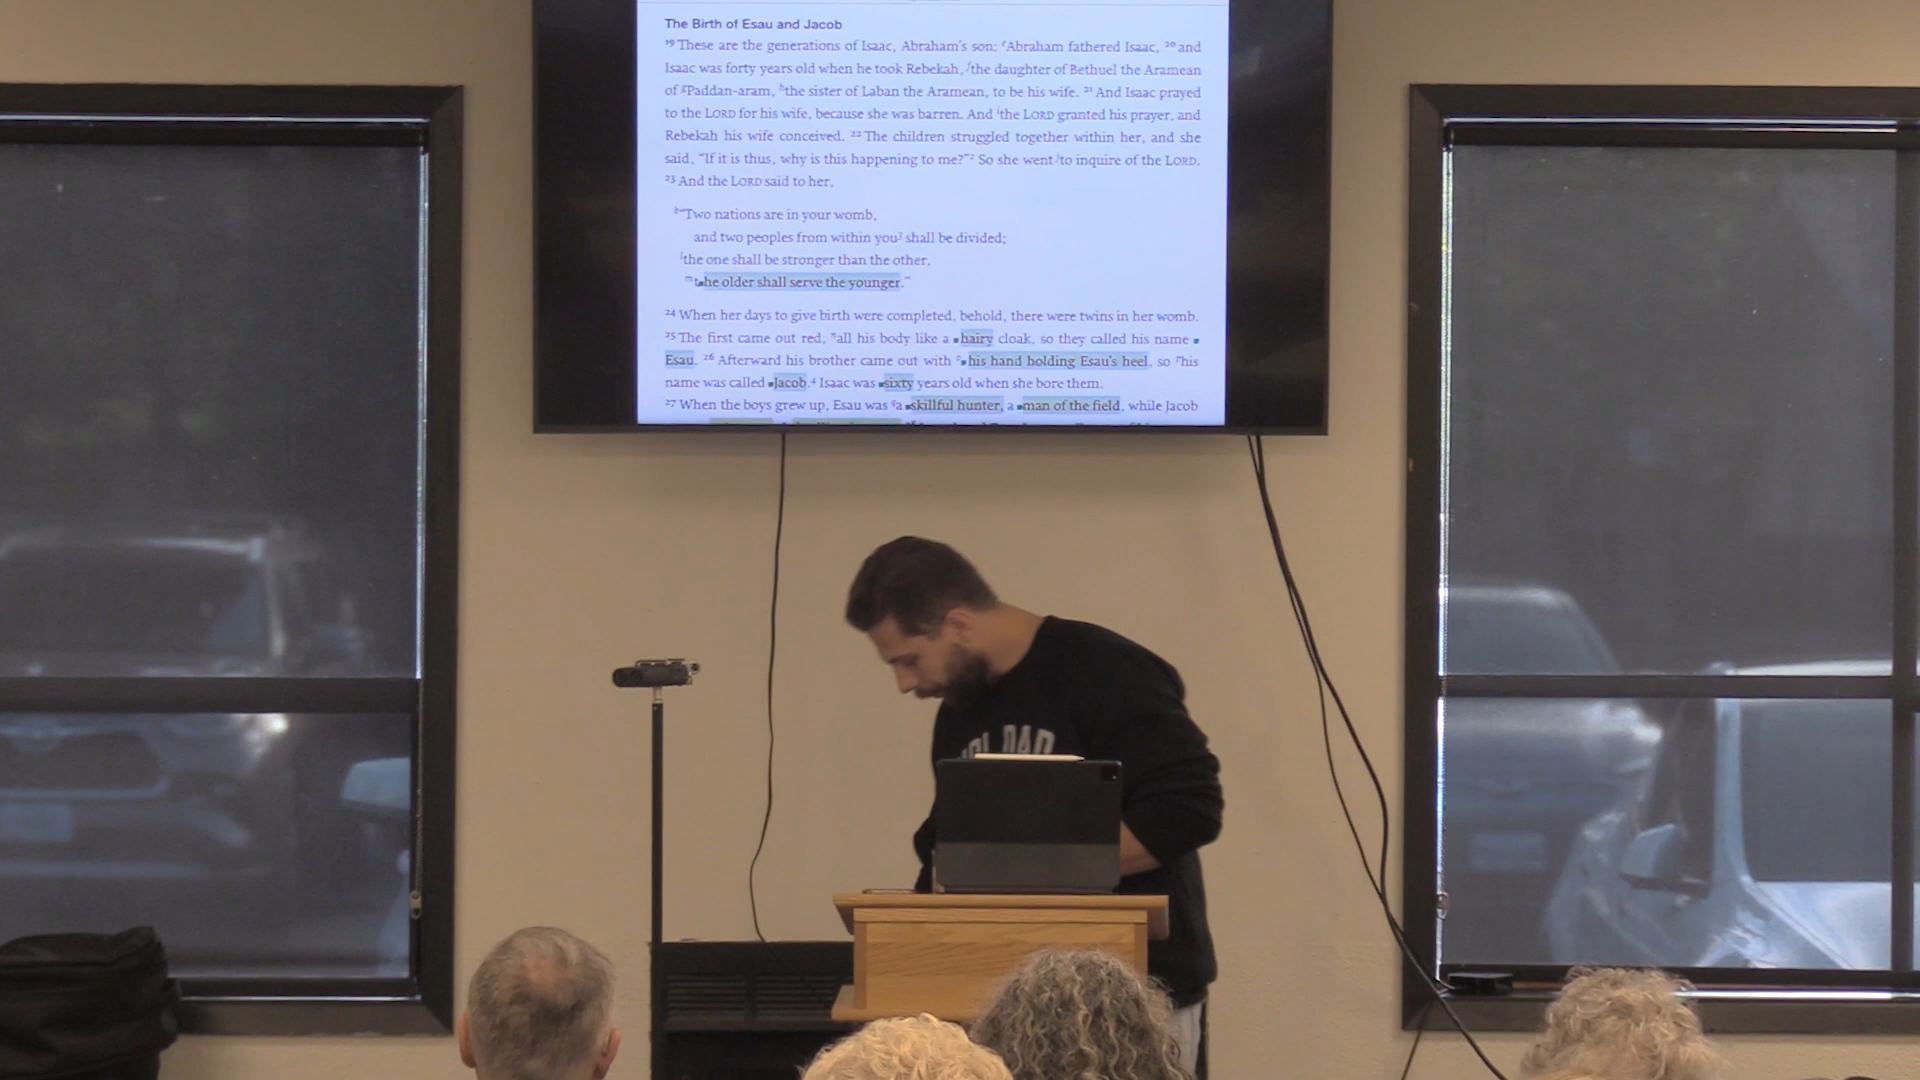 The Birth of Esau and Jacob
19 These are the generations of Isaac, Abraham's son: Abraham fathered Isaac, 20 and
Isaac was forty years old when he took Rebekah, the daughter of Bethuel the Aramean
of Paddan-aram, the sister of Laban the Aramean, to be his wife. 21 And Isaac prayed
to the LORD for his wife, because she was barren. And the LORD granted his prayer, and
Rebekah his wife conceived. 22 The children struggled together within her, and she
said, "If it is thus, why is this happening to me?"2 So she went to inquire of the LORD.
23 And the LORD said to her,
"Two nations are in your womb,
and two peoples from within you3 shall be divided;
the one shall be stronger than the other,
the older shall serve the younger."
24 When her days to give birth were completed, behold, there were twins in her womb.
25 The first came out red, all his body like a hairy cloak, so they called his name
Esau. 26 Afterward his brother came out with his hand holding Esau's heel, so his
name was called Jacob.4 Isaac was sixty years old when she bore them.
27 When the boys grew up, Esau was a skillful hunter, a man of the field, while Jacob
DAD